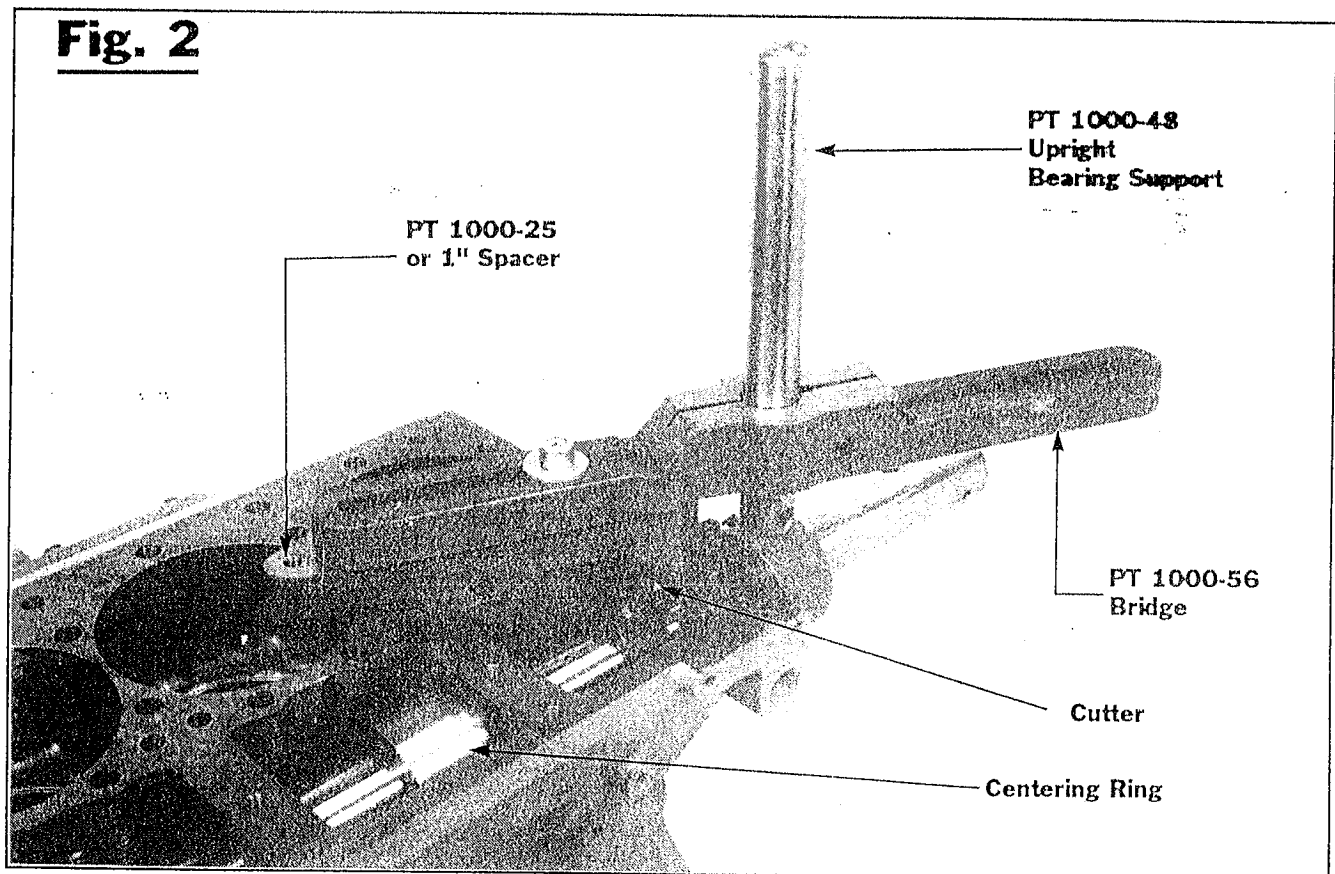 Fig. 2
PT 1000-48
Upright
Bearing Support
PT 1000-25
or 1" Spacer
PT 1000-56
Bridge
Cutter
Centering Ring